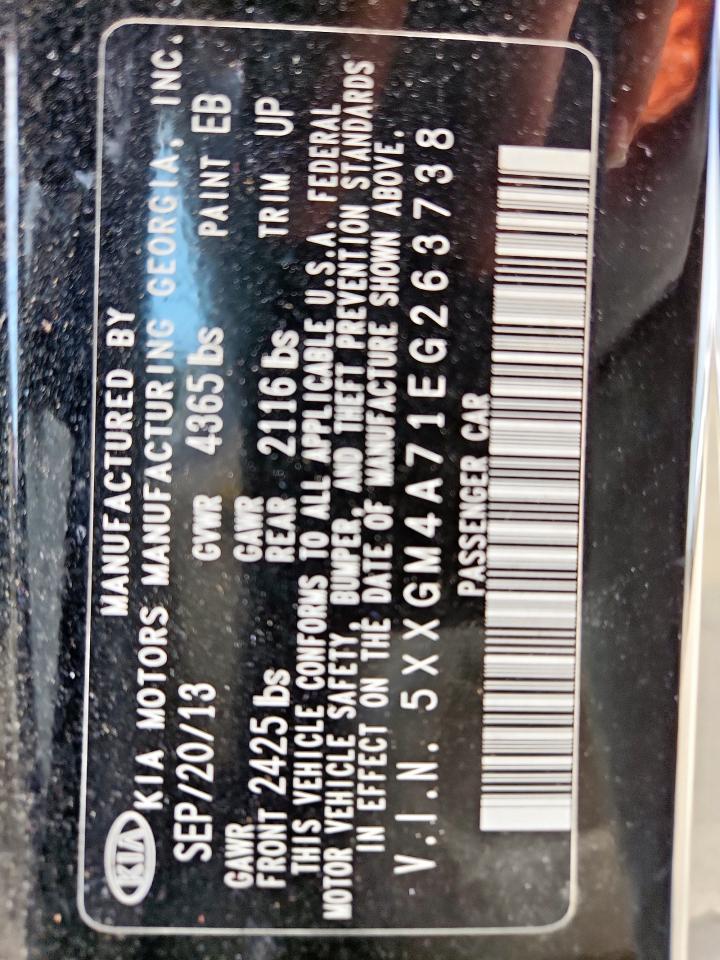 KIA
MANUFACTURED BY
KIA MOTORS MANUFACTURING GEORGIA, INC.
SEP/20/13 GVWR 4365 lbs PAINT EB
GAWR FRONT 2425 lbs GAWR REAR 2116 lbs TRIM UP
THIS VEHICLE CONFORMS TO ALL APPLICABLE U.S.A. FEDERAL
MOTOR VEHICLE SAFETY, BUMPER, AND THEFT PREVENTION STANDARDS
IN EFFECT ON THE DATE OF MANUFACTURE SHOWN ABOVE.
V.I.N. 5XXGM4A71EG263738
PASSENGER CAR